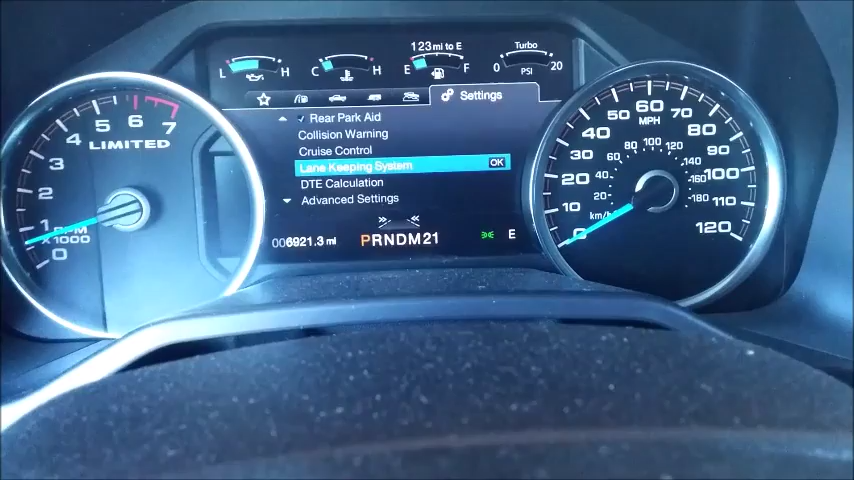 123 mi to E
Turbo
L H
C H
E F
0 20
PSI
Settings
✓ Rear Park Aid
Collision Warning
Cruise Control
Lane Keeping System OK
DTE Calculation
Advanced Settings
006921.3 mi
PRNDM21
E
0 1 2 3 4 5 6 7
LIMITED
RPM
x1000
0 10 20 30 40 50 60 70 80 90 100 110 120
MPH
20 40 60 80 100 120 140 160 180
km/h